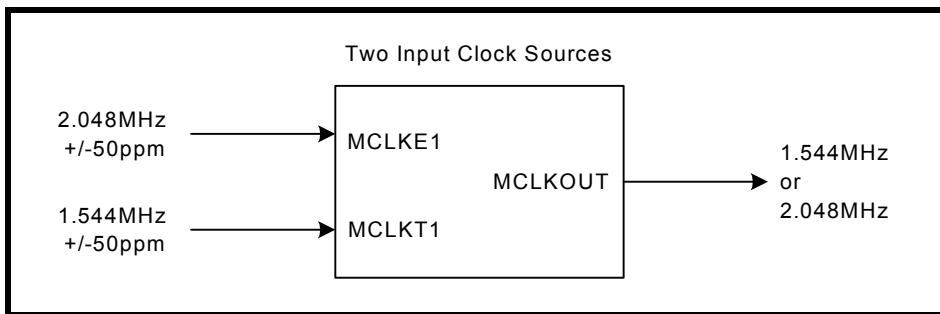 Two Input Clock Sources
2.048MHz
+/-50ppm
MCLKE1
MCLKOUT
1.544MHz
or
2.048MHz
1.544MHz
+/-50ppm
MCLKT1